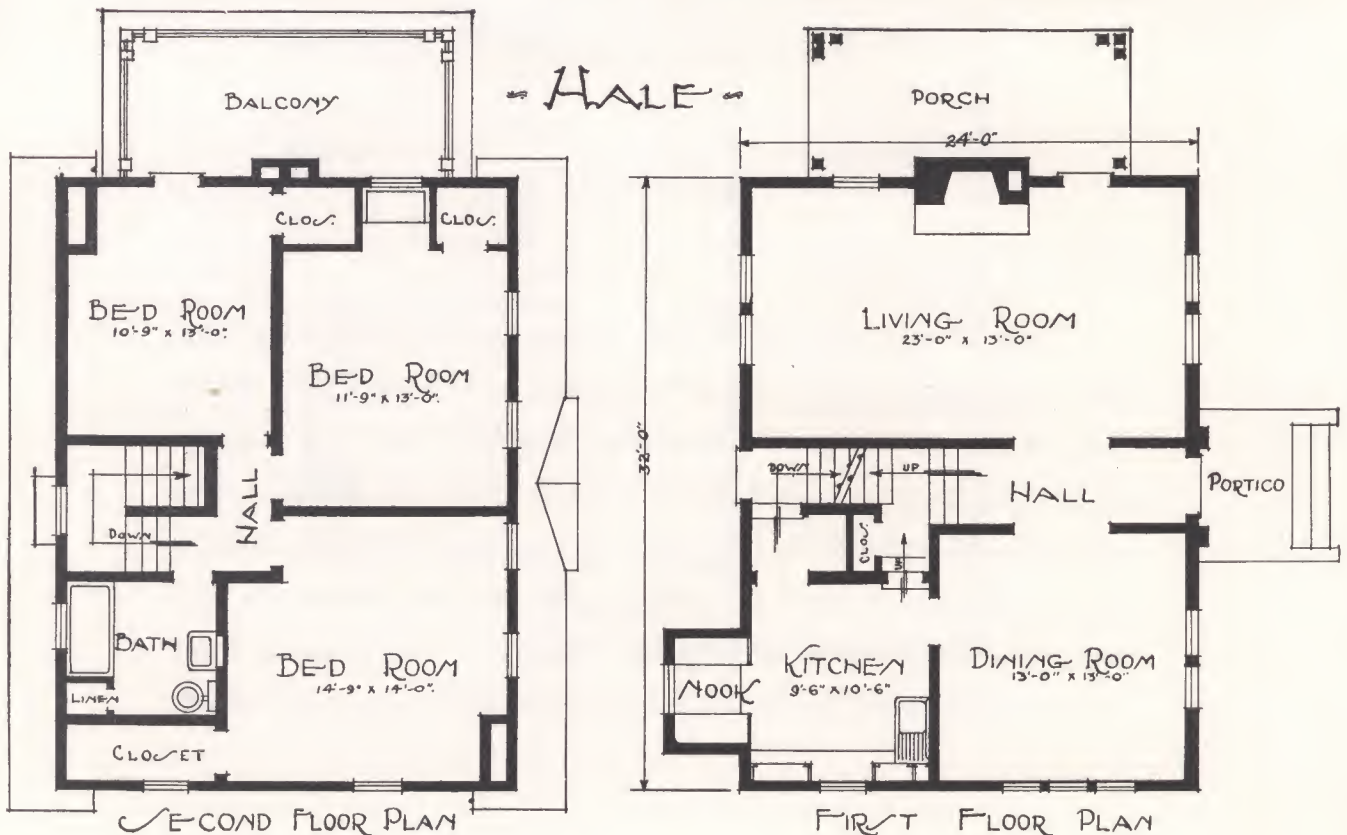 - HALE -
BALCONY
CLOS.
CLOS.
BED ROOM
10'-9" x 13'-0".
BED ROOM
11'-9" x 13'-0".
DOWN
HALL
BATH
LINEN
CLOSET
BED ROOM
14'-9" x 14'-0".
SECOND FLOOR PLAN
PORCH
24'-0"
LIVING ROOM
23'-0" x 13'-0"
32'-0"
DOWN
UP
HALL
PORTICO
CLOS.
UP
NOOK
KITCHEN
9'-6" x 10'-6"
DINING ROOM
13'-0" x 13'-0"
FIRST FLOOR PLAN